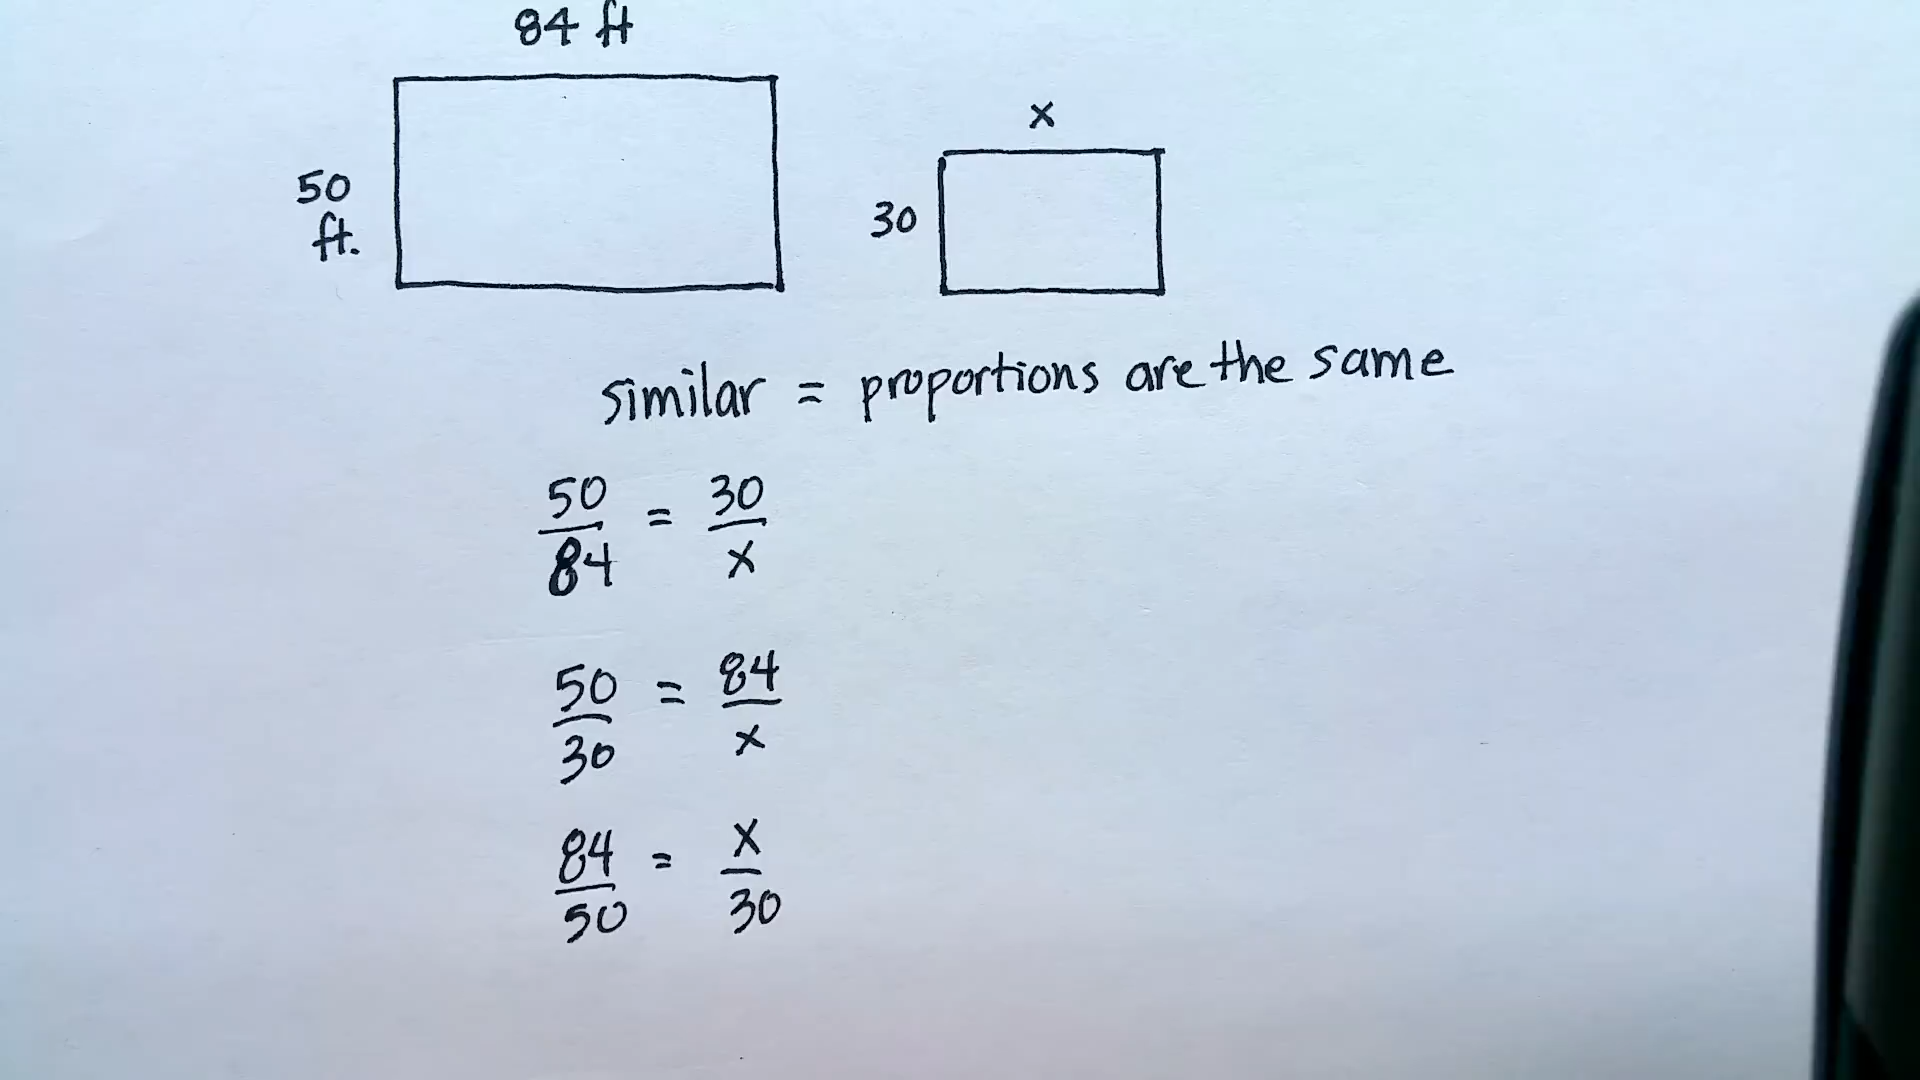 84 ft
x
50
ft.
30
similar = proportions are the same
50/84 = 30/x
50/30 = 84/x
84/50 = x/30